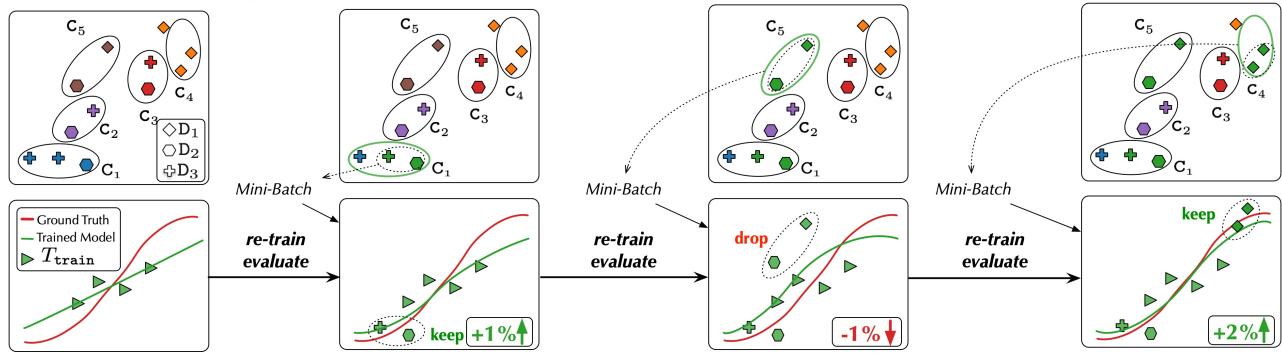 C5
C4
C3
C2
C1
D1
D2
D3
C5
C4
C3
C2
C1
C5
C4
C3
C2
C1
C5
C4
C3
C2
C1
Mini-Batch
Mini-Batch
Mini-Batch
Ground Truth
Trained Model
Ttrain
re-train
evaluate
keep +1%
re-train
evaluate
drop
-1%
re-train
evaluate
keep
+2%